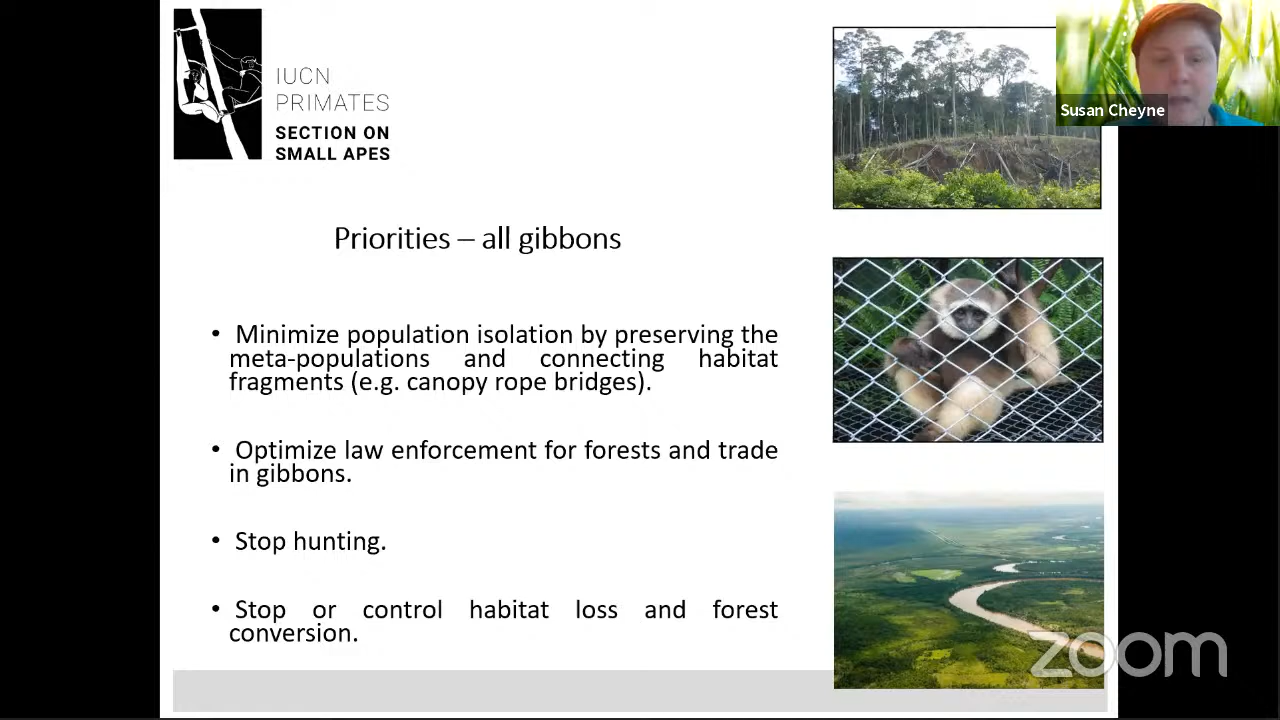 IUCN
PRIMATES
SECTION ON
SMALL APES
Susan Cheyne
Priorities – all gibbons
• Minimize population isolation by preserving the
meta-populations and connecting habitat
fragments (e.g. canopy rope bridges).
• Optimize law enforcement for forests and trade
in gibbons.
• Stop hunting.
• Stop or control habitat loss and forest
conversion.
zoom